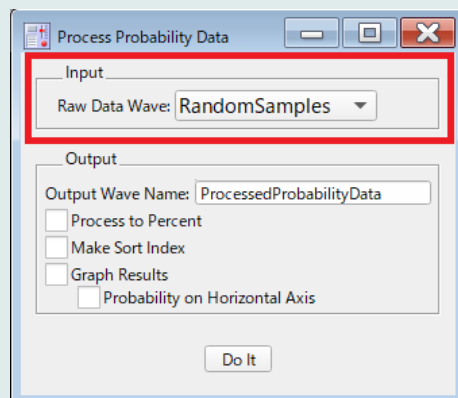 Process Probability Data
Input
Raw Data Wave: RandomSamples
Output
Output Wave Name: ProcessedProbabilityData
Process to Percent
Make Sort Index
Graph Results
Probability on Horizontal Axis
Do It